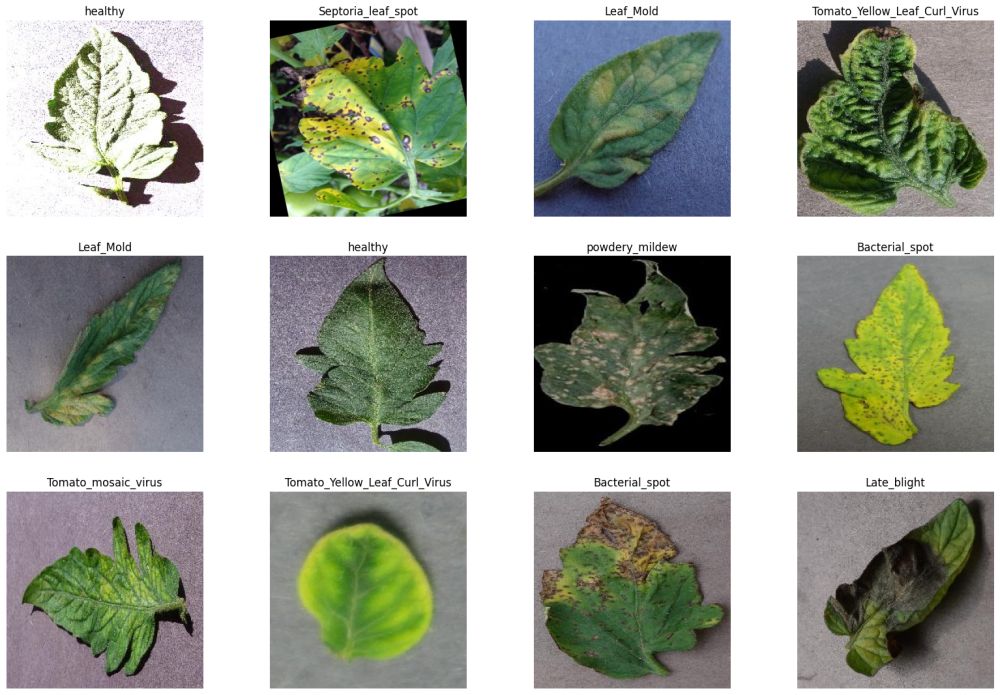 healthy
Septoria_leaf_spot
Leaf_Mold
Tomato_Yellow_Leaf_Curl_Virus
Leaf_Mold
healthy
powdery_mildew
Bacterial_spot
Tomato_mosaic_virus
Tomato_Yellow_Leaf_Curl_Virus
Bacterial_spot
Late_blight